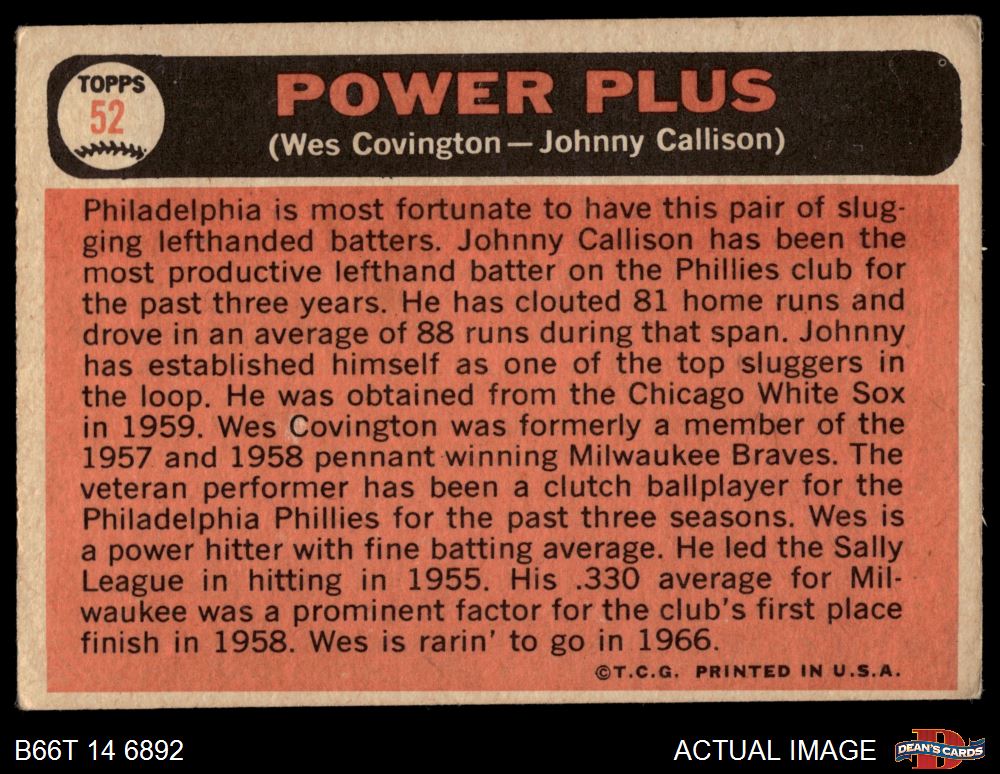 TOPPS
52
POWER PLUS
(Wes Covington—Johnny Callison)
Philadelphia is most fortunate to have this pair of slug-
ging lefthanded batters. Johnny Callison has been the
most productive lefthand batter on the Phillies club for
the past three years. He has clouted 81 home runs and
drove in an average of 88 runs during that span. Johnny
has established himself as one of the top sluggers in
the loop. He was obtained from the Chicago White Sox
in 1959. Wes Covington was formerly a member of the
1957 and 1958 pennant winning Milwaukee Braves. The
veteran performer has been a clutch ballplayer for the
Philadelphia Phillies for the past three seasons. Wes is
a power hitter with fine batting average. He led the Sally
League in hitting in 1955. His .330 average for Mil-
waukee was a prominent factor for the club's first place
finish in 1958. Wes is rarin' to go in 1966.
©T.C.G. PRINTED IN U.S.A.
B66T 14 6892
ACTUAL IMAGE
DEAN'S CARDS